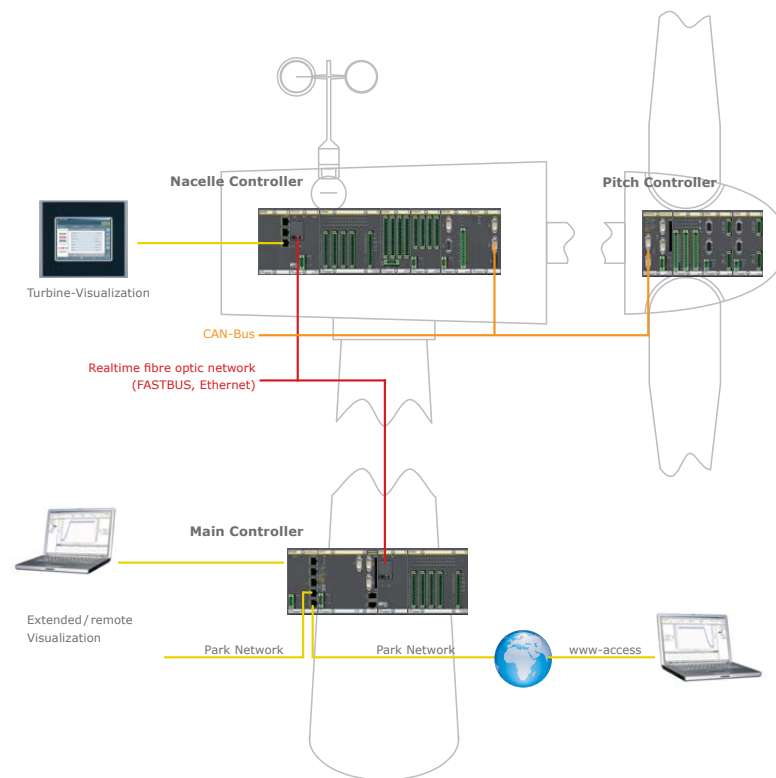 Nacelle Controller
Pitch Controller
Turbine-Visualization
CAN-Bus
Realtime fibre optic network
(FASTBUS, Ethernet)
Main Controller
Extended/remote
Visualization
Park Network
Park Network
www-access